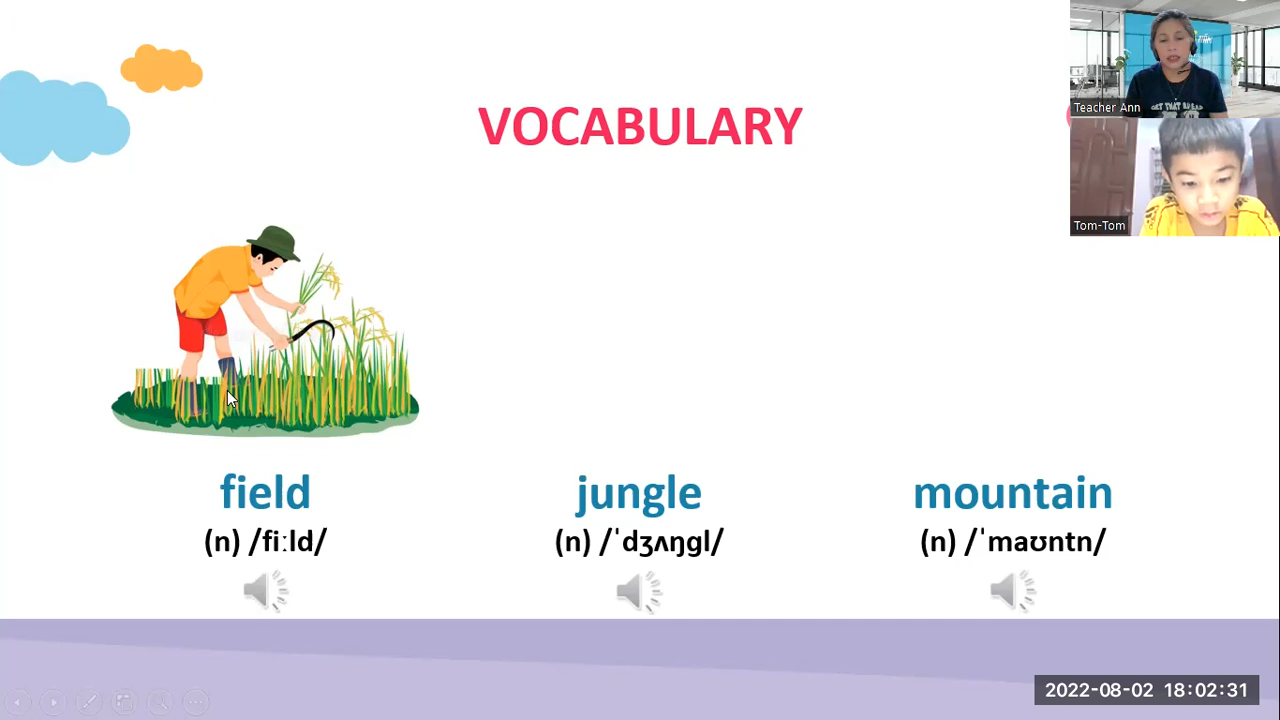 VOCABULARY
Teacher Ann
Tom-Tom
field
(n) /fiːld/
jungle
(n) /ˈdʒʌŋgl/
mountain
(n) /ˈmaʊntn/
2022-08-02 18:02:31